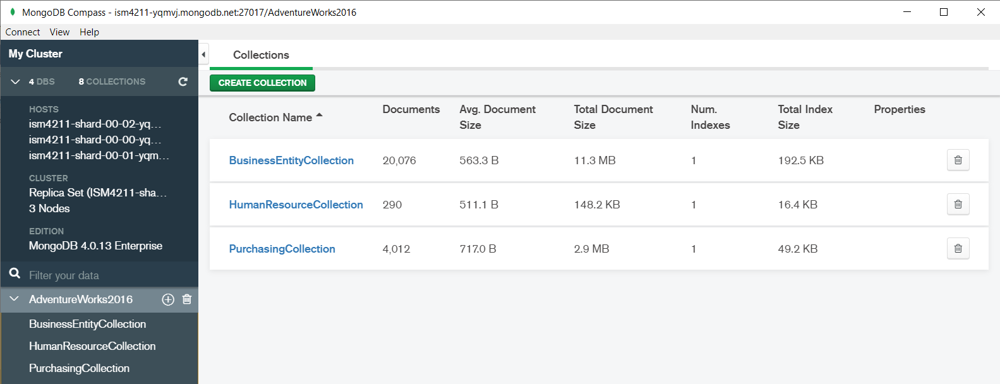 MongoDB Compass - ism4211-yqmvj.mongodb.net:27017/AdventureWorks2016
Connect View Help
My Cluster
4 DBS 8 COLLECTIONS
HOSTS
ism4211-shard-00-02-yq...
ism4211-shard-00-00-yq...
ism4211-shard-00-01-yqm...
CLUSTER
Replica Set (ISM4211-sha...
3 Nodes
EDITION
MongoDB 4.0.13 Enterprise
Filter your data
AdventureWorks2016
BusinessEntityCollection
HumanResourceCollection
PurchasingCollection
Collections
CREATE COLLECTION
Collection Name Documents Avg. Document Size Total Document Size Num. Indexes Total Index Size Properties
BusinessEntityCollection 20,076 563.3 B 11.3 MB 1 192.5 KB
HumanResourceCollection 290 511.1 B 148.2 KB 1 16.4 KB
PurchasingCollection 4,012 717.0 B 2.9 MB 1 49.2 KB